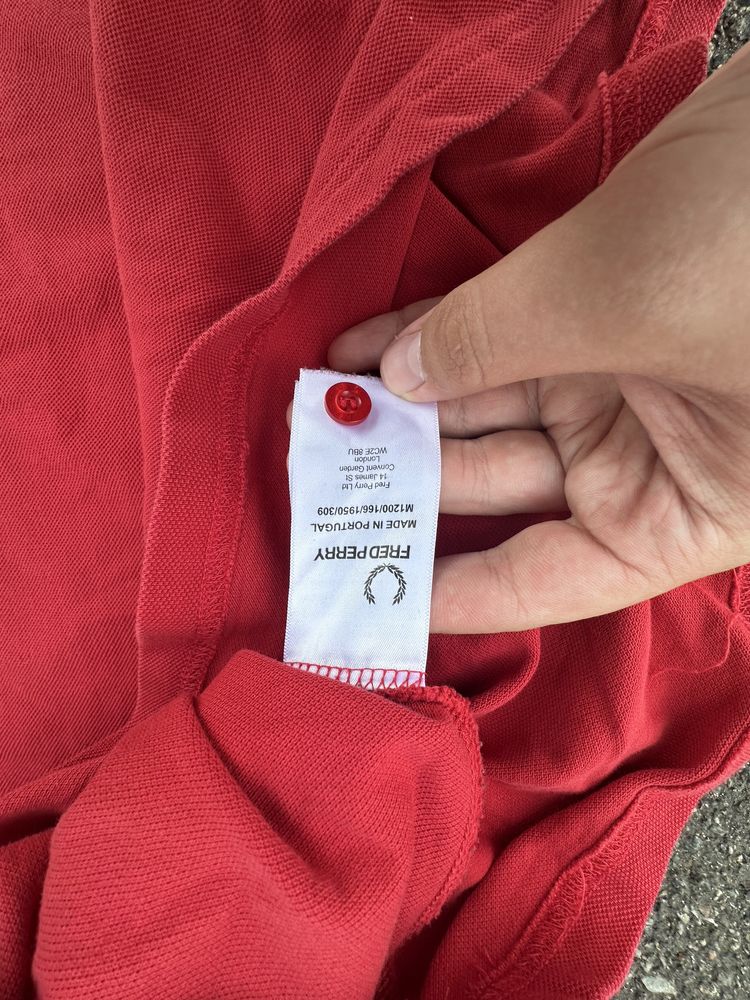 FRED PERRY
MADE IN PORTUGAL
M1200/166/1950/309
Fred Perry Ltd
14 James St
Convent Garden
London
WC2E 8BU